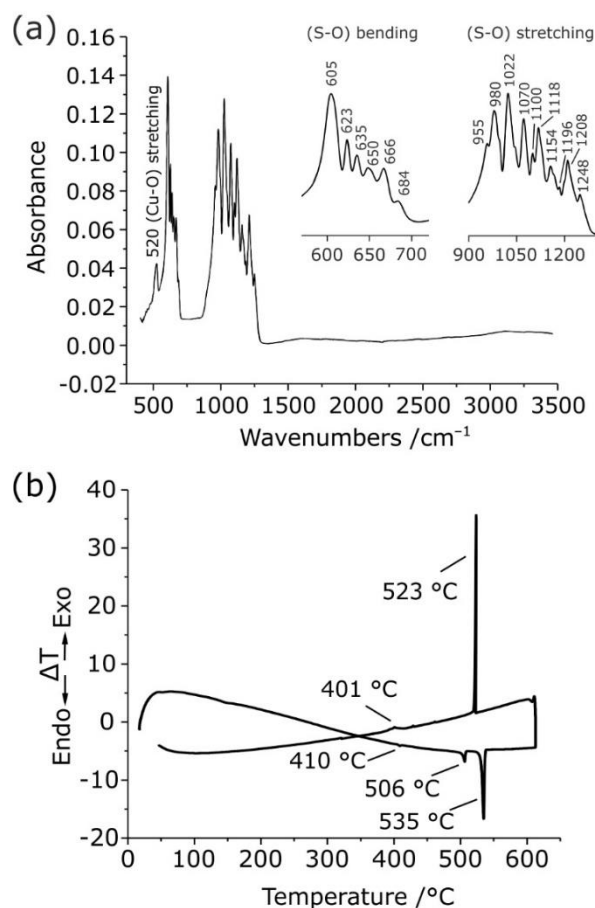 (a)
Absorbance
0.16
0.14
0.12
0.10
0.08
0.06
0.04
0.02
0.00
-0.02
520 (Cu-O) stretching
(S-O) bending
605
623
635
650
666
684
600 650 700
(S-O) stretching
955
980
1022
1070
1100
1118
1154
1196
1208
1248
900 1050 1200
500 1000 1500 2000 2500 3000 3500
Wavenumbers /cm⁻¹
(b)
Endo←ΔT→Exo
40
30
20
10
0
-10
-20
523 °C
401 °C
410 °C
506 °C
535 °C
0 100 200 300 400 500 600
Temperature /°C